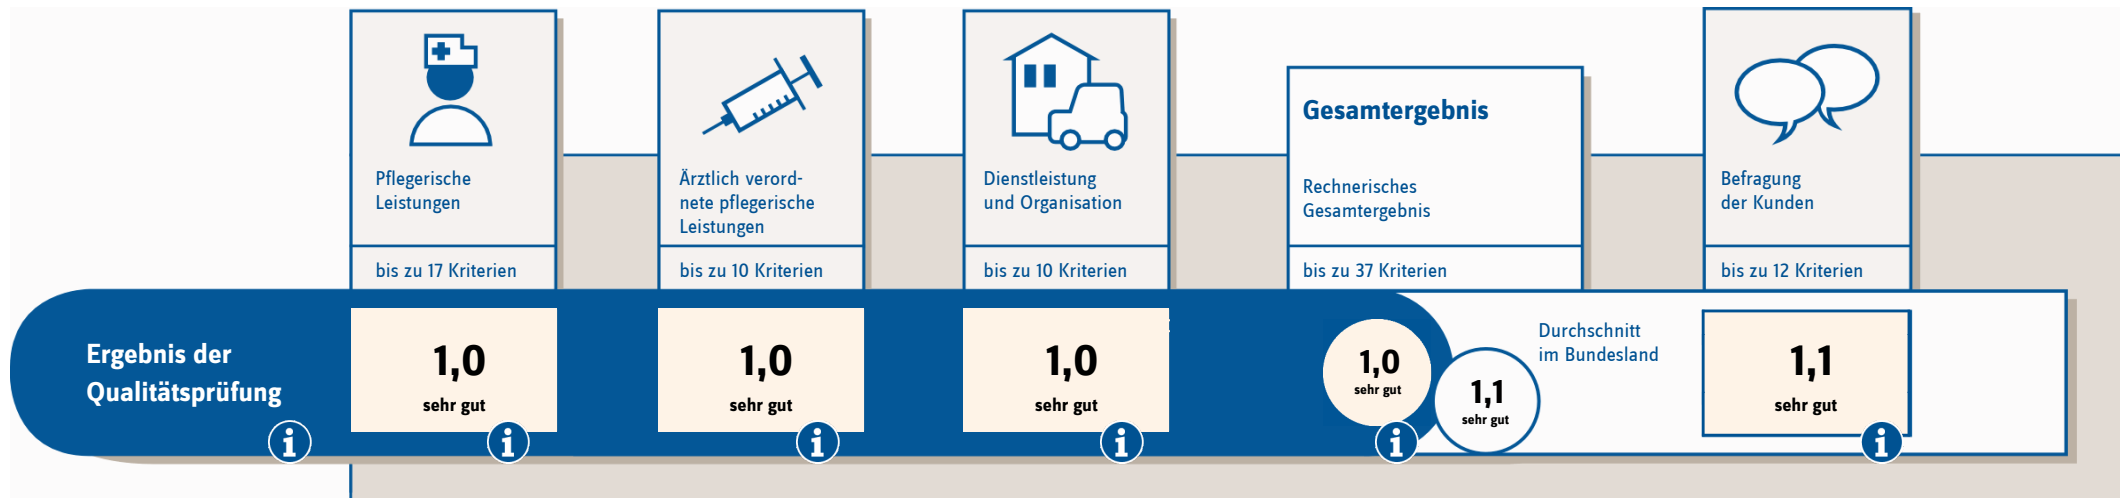 Pflegerische
Leistungen
bis zu 17 Kriterien
Ärztlich verord-
nete pflegerische
Leistungen
bis zu 10 Kriterien
Dienstleistung
und Organisation
bis zu 10 Kriterien
Gesamtergebnis
Rechnerisches
Gesamtergebnis
bis zu 37 Kriterien
Befragung
der Kunden
bis zu 12 Kriterien
Ergebnis der
Qualitätsprüfung
i
1,0
sehr gut
i
1,0
sehr gut
i
1,0
sehr gut
i
1,0
sehr gut
i
1,1
sehr gut
Durchschnitt
im Bundesland
1,1
sehr gut
i